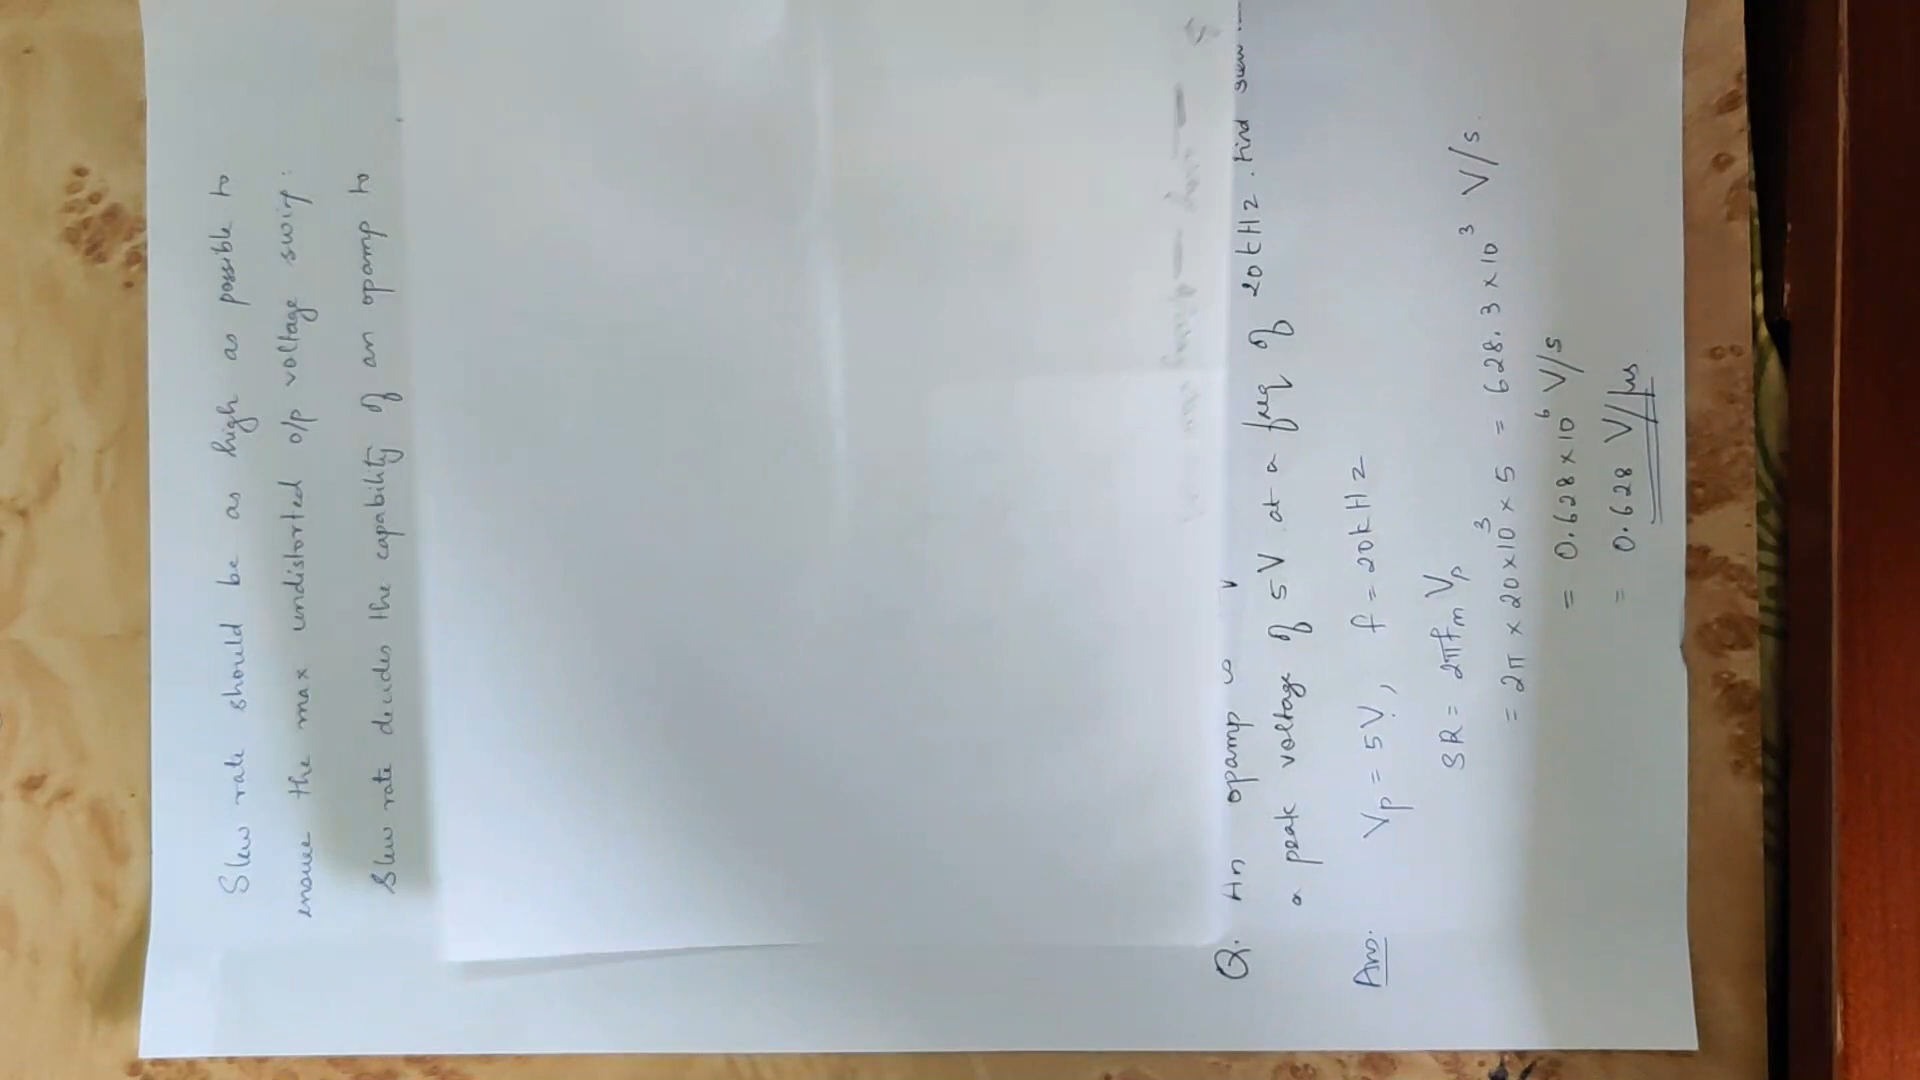 Slew rate should be as high as possible to
ensure the max undistorted o/p voltage swing.
Slew rate decides the capability of an opamp to
Q. An opamp
a peak voltage of 5V at a freq of 20kHz. Find slew
Ans. Vp = 5V, f = 20kHz
SR = 2πfm Vp
= 2π × 20×10³ × 5 = 628.3 × 10³ V/s.
= 0.628 × 10⁶ V/s
= 0.628 V/μs